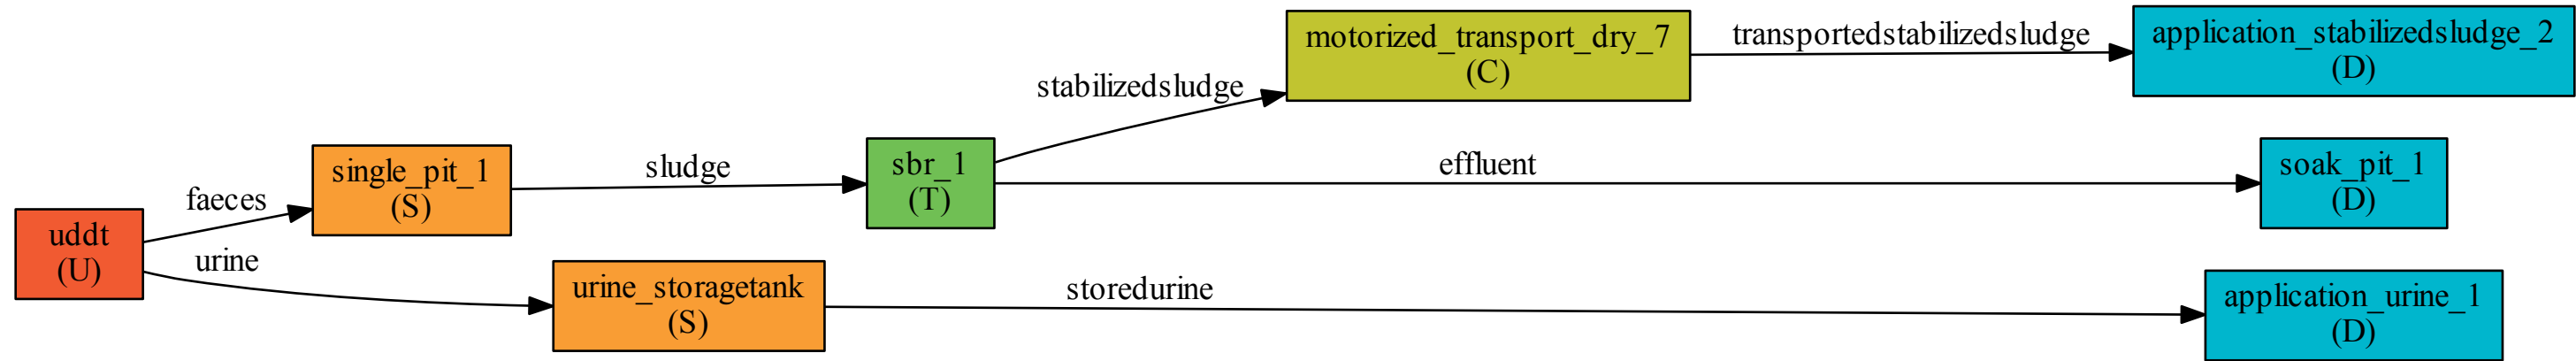 uddt
(U)
faeces
urine
single_pit_1
(S)
urine_storagetank
(S)
sludge
storedurine
sbr_1
(T)
stabilizedsludge
effluent
motorized_transport_dry_7
(C)
transportedstabilizedsludge
application_stabilizedsludge_2
(D)
soak_pit_1
(D)
application_urine_1
(D)